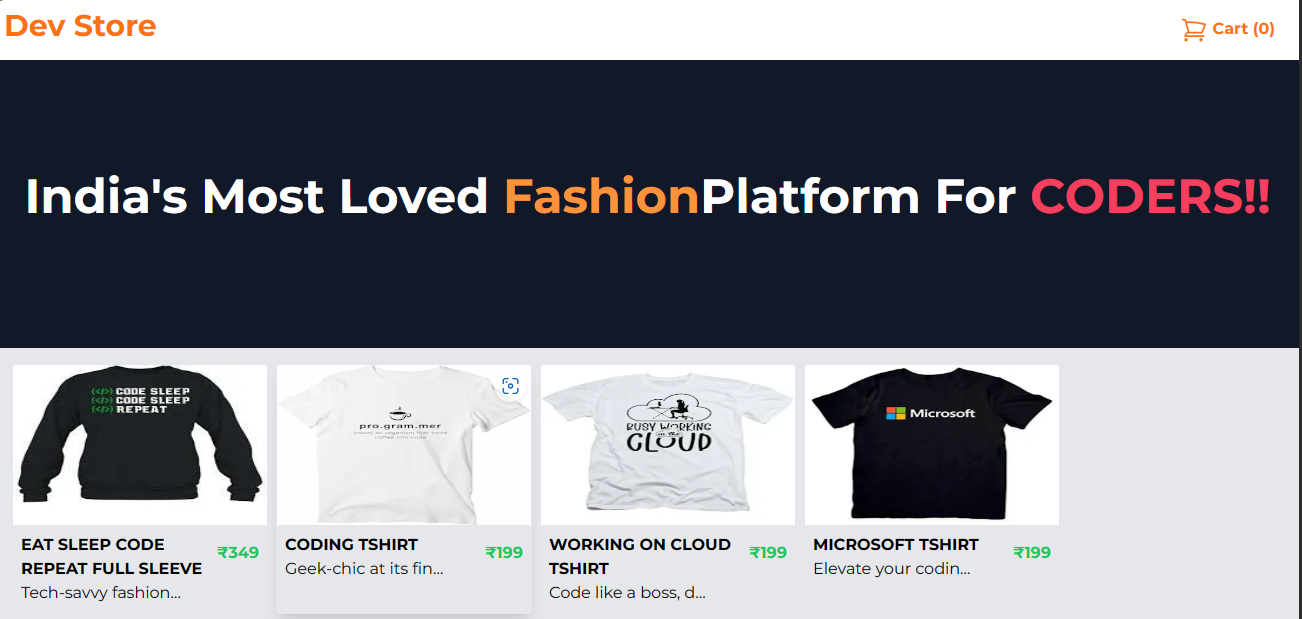 Dev Store
Cart (0)
India's Most Loved FashionPlatform For CODERS!!
(</>) CODE SLEEP
(</>) CODE SLEEP
(</>) REPEAT
pro.gram.mer
BUSY WORKING
in the
CLOUD
Microsoft
EAT SLEEP CODE
REPEAT FULL SLEEVE
₹349
Tech-savvy fashion...
CODING TSHIRT
₹199
Geek-chic at its fin...
WORKING ON CLOUD
TSHIRT
₹199
Code like a boss, d...
MICROSOFT TSHIRT
₹199
Elevate your codin...